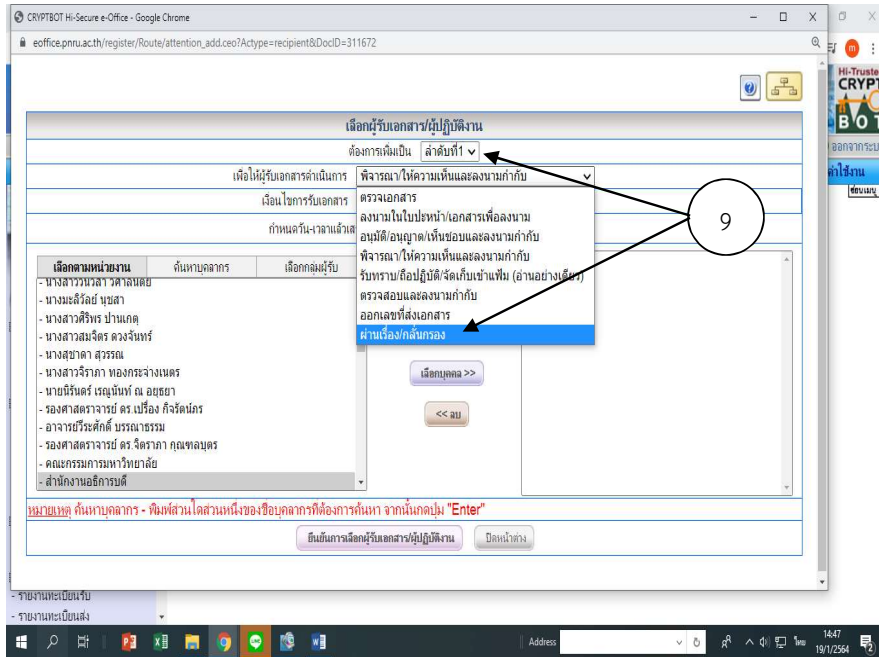 CRYPTBOT Hi-Secure e-Office - Google Chrome
eoffice.pnru.ac.th/register/Route/attention_add.ceo?Actype=recipient&DocID=311672
Hi-Truste
CRYPT
BOT
ออกจากระบ
ค่าใช้งาน
ซ่อนเมนู
เลือกผู้รับเอกสาร/ผู้ปฏิบัติงาน
ต้องการเพิ่มเป็น ลำดับที่1
เพื่อให้ผู้รับเอกสารดำเนินการ พิจารณา/ให้ความเห็นและลงนามกำกับ
เงื่อนไขการรับเอกสาร
กำหนดวัน-เวลาแล้วเส
ตรวจเอกสาร
ลงนามในใบปะหน้า/เอกสารเพื่อลงนาม
อนุมัติ/อนุญาต/เห็นชอบและลงนามกำกับ
พิจารณา/ให้ความเห็นและลงนามกำกับ
รับทราบ/ถือปฏิบัติ/จัดเก็บเข้าแฟ้ม (อ่านอย่างเดียว)
ตรวจสอบและลงนามกำกับ
ออกเลขที่ส่งเอกสาร
ผ่านเรื่อง/กลั่นกรอง
9
เลือกตามหน่วยงาน ค้นหาบุคลากร เลือกกลุ่มผู้รับ
- นางมะลิวัลย์ นุชสา
- นางสาวศิริพร ปานเกตุ
- นางสาวสมจิตร ดวงจันทร์
- นางสุชาดา สุวรรณ
- นางสาวจิราภา ทองกระจ่างเนตร
- นายนิรันดร์ เรณูนันท์ ณ อยุธยา
- รองศาสตราจารย์ ดร.เปรื่อง กิจรัตน์ภร
- อาจารย์วีระศักดิ์ บรรณาธรรม
- รองศาสตราจารย์ ดร.จิตราภา กุณฑลบุตร
- คณะกรรมการมหาวิทยาลัย
- สำนักงานอธิการบดี
เลือกบุคคล >>
<< ลบ
หมายเหตุ ค้นหาบุคลากร - พิมพ์ส่วนใดส่วนหนึ่งของชื่อบุคลากรที่ต้องการค้นหา จากนั้นกดปุ่ม "Enter"
ยืนยันการเลือกผู้รับเอกสาร/ผู้ปฏิบัติงาน ปิดหน้าต่าง
- รายงานทะเบียนรับ
- รายงานทะเบียนส่ง
Address
ไทย
14:47
19/1/2564